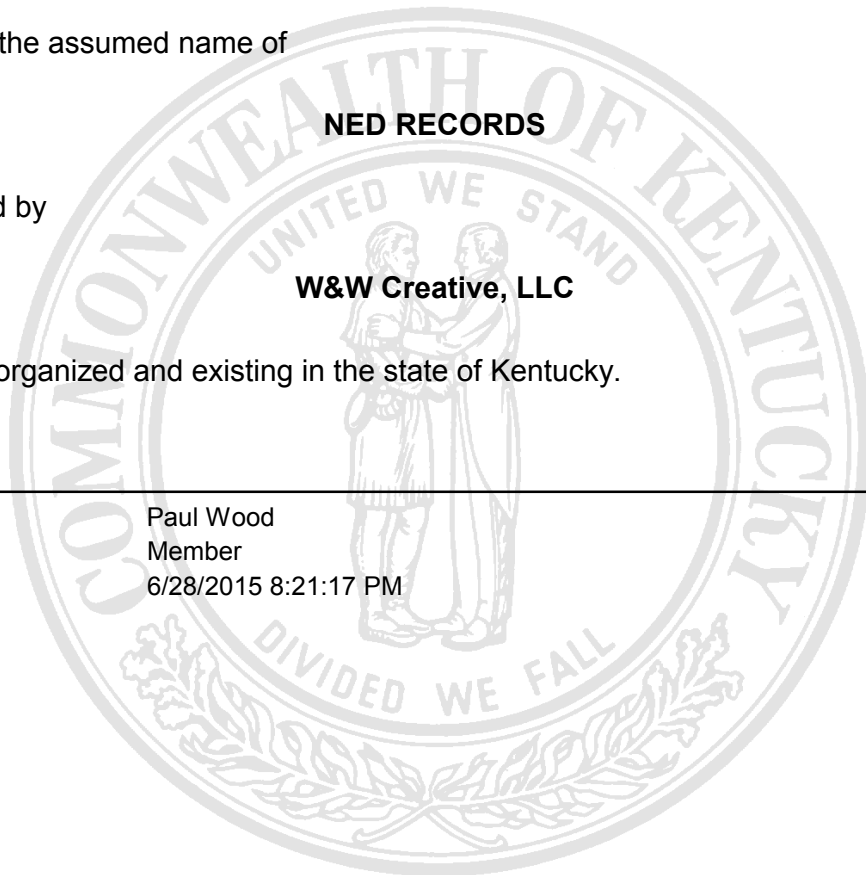 the assumed name of
NED RECORDS
d by
W&W Creative, LLC
organized and existing in the state of Kentucky.
Paul Wood
Member
6/28/2015 8:21:17 PM
COMMONWEALTH OF KENTUCKY
UNITED WE STAND
DIVIDED WE FALL